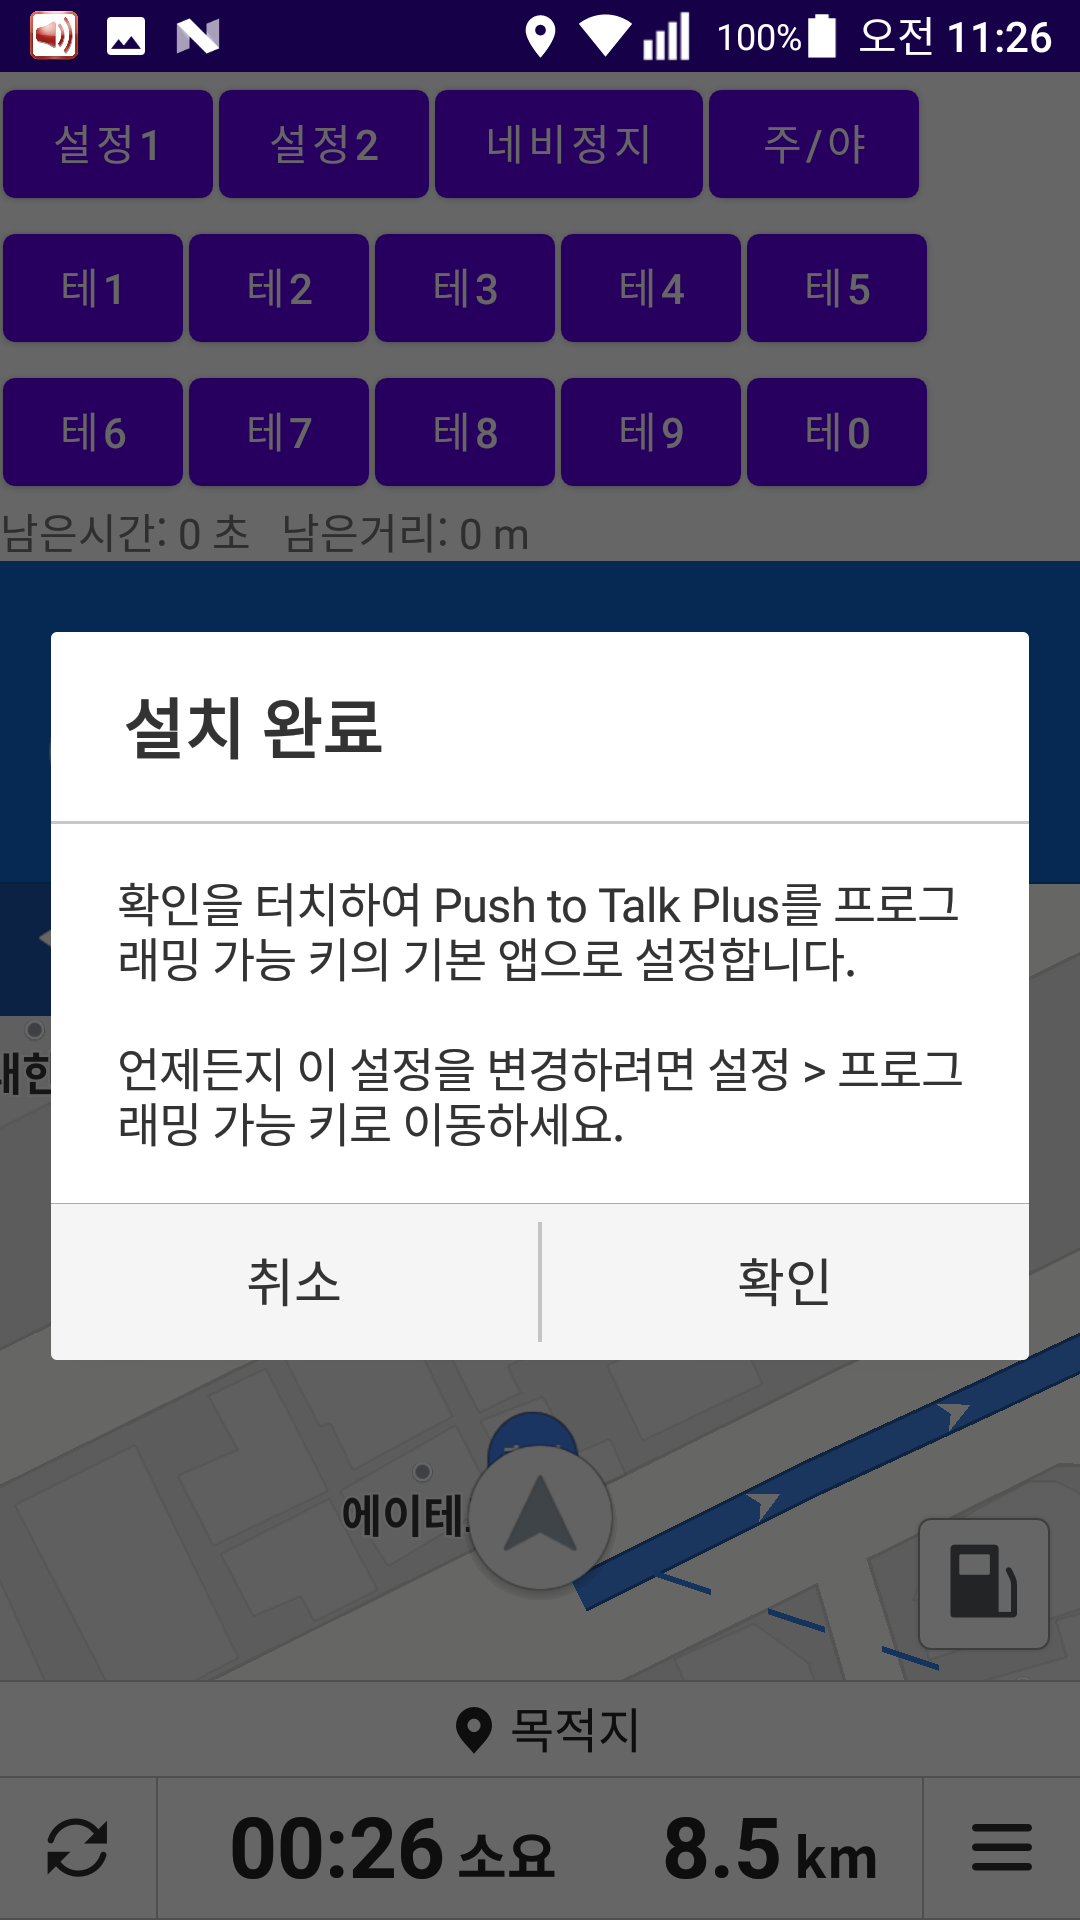 100% 오전 11:26
설정1 설정2 네비정지 주/야
테1 테2 테3 테4 테5
테6 테7 테8 테9 테0
남은시간: 0 초 남은거리: 0 m
설치 완료
확인을 터치하여 Push to Talk Plus를 프로그
래밍 가능 키의 기본 앱으로 설정합니다.
언제든지 이 설정을 변경하려면 설정 > 프로그
래밍 가능 키로 이동하세요.
취소 확인
에이테
목적지
00:26 소요 8.5 km